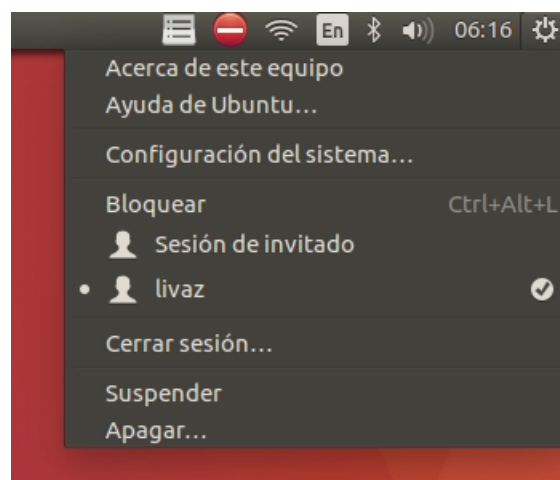 En 06:16
Acerca de este equipo
Ayuda de Ubuntu...
Configuración del sistema...
Bloquear Ctrl+Alt+L
Sesión de invitado
livaz
Cerrar sesión...
Suspender
Apagar...